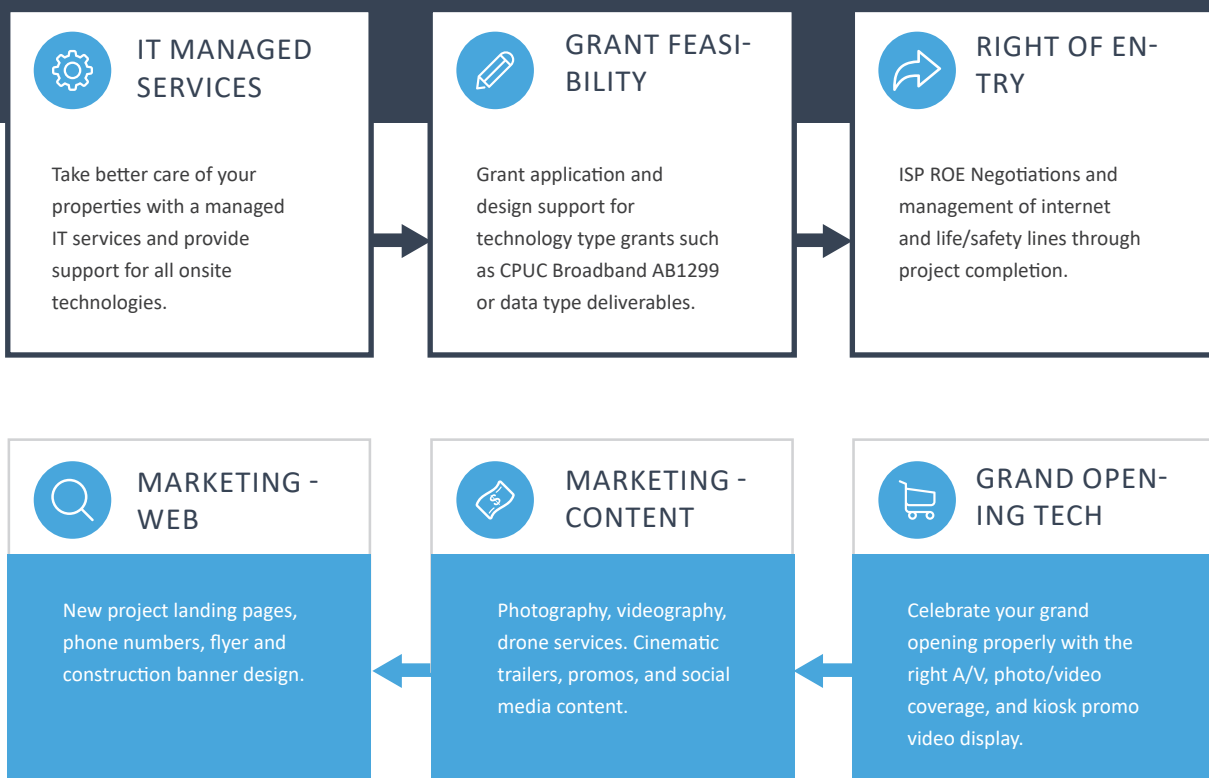 IT MANAGED
SERVICES
Take better care of your
properties with a managed
IT services and provide
support for all onsite
technologies.
GRANT FEASI-
BILITY
Grant application and
design support for
technology type grants such
as CPUC Broadband AB1299
or data type deliverables.
RIGHT OF EN-
TRY
ISP ROE Negotiations and
management of internet
and life/safety lines through
project completion.
MARKETING -
WEB
New project landing pages,
phone numbers, flyer and
construction banner design.
MARKETING -
CONTENT
Photography, videography,
drone services. Cinematic
trailers, promos, and social
media content.
GRAND OPEN-
ING TECH
Celebrate your grand
opening properly with the
right A/V, photo/video
coverage, and kiosk promo
video display.